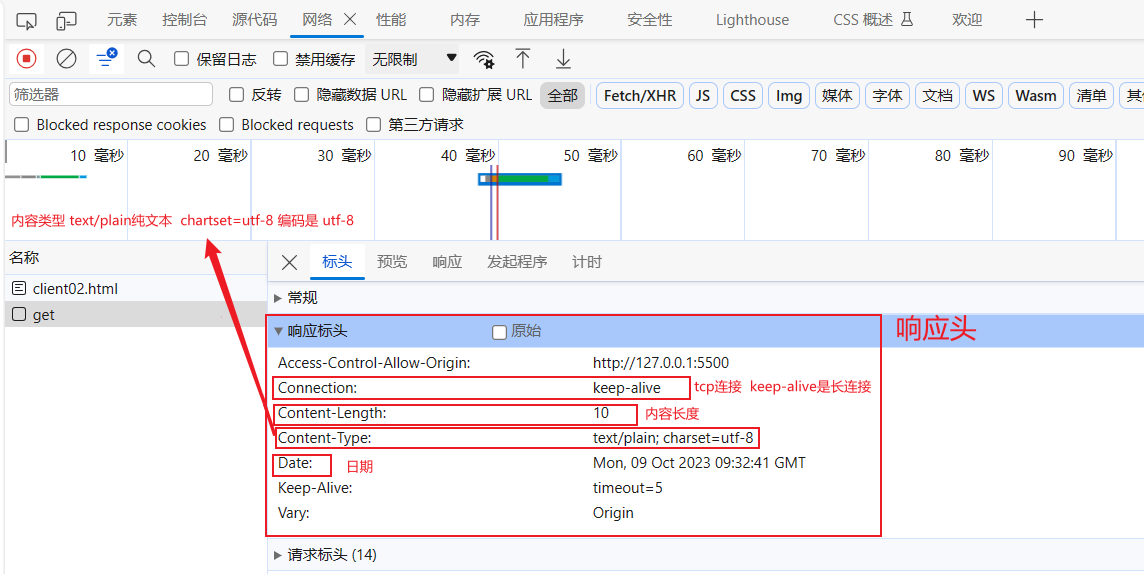 元素 控制台 源代码 网络 性能 内存 应用程序 安全性 Lighthouse CSS 概述 欢迎
保留日志 禁用缓存 无限制
筛选器 反转 隐藏数据 URL 隐藏扩展 URL 全部 Fetch/XHR JS CSS Img 媒体 字体 文档 WS Wasm 清单
Blocked response cookies Blocked requests 第三方请求
10 毫秒 20 毫秒 30 毫秒 40 毫秒 50 毫秒 60 毫秒 70 毫秒 80 毫秒 90 毫秒
内容类型 text/plain纯文本 chartset=utf-8 编码是 utf-8
名称
标头 预览 响应 发起程序 计时
client02.html
常规
get
响应标头 原始
响应头
Access-Control-Allow-Origin: http://127.0.0.1:5500
Connection: keep-alive tcp连接 keep-alive是长连接
Content-Length: 10 内容长度
Content-Type: text/plain; charset=utf-8
Date: 日期 Mon, 09 Oct 2023 09:32:41 GMT
Keep-Alive: timeout=5
Vary: Origin
请求标头 (14)